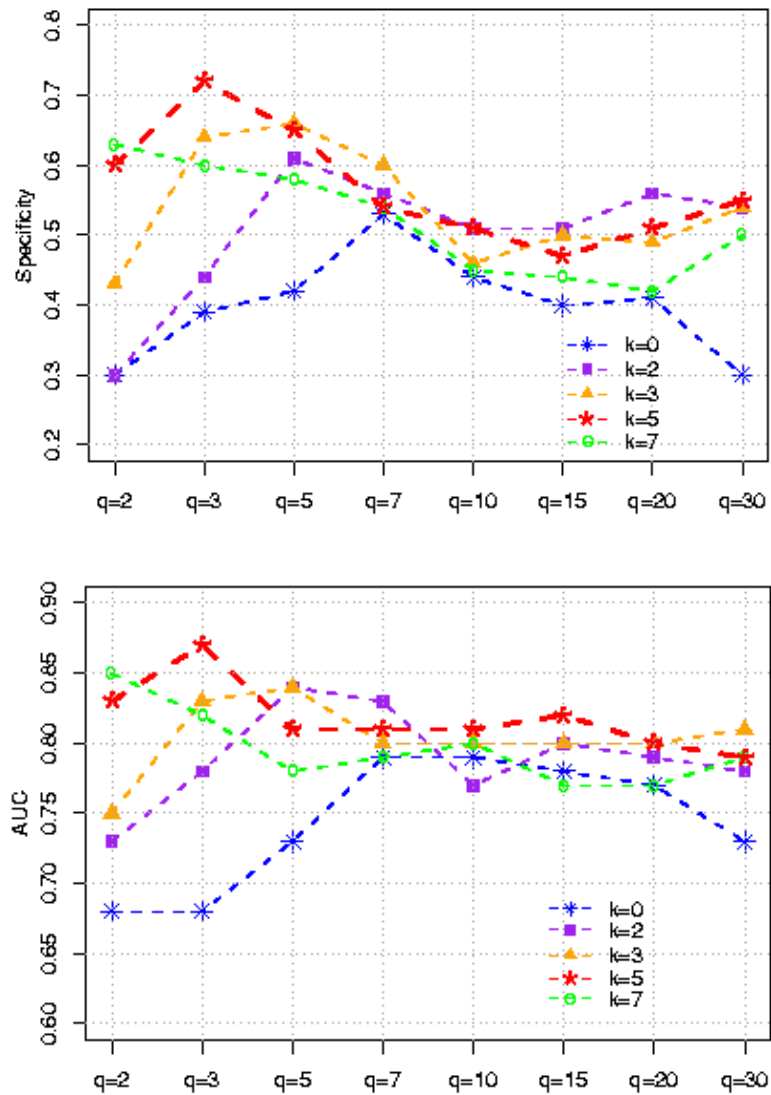 0.8
0.7
0.6
0.5
0.4
0.3
0.2
Specificity
k=0
k=2
k=3
k=5
k=7
q=2 q=3 q=5 q=7 q=10 q=15 q=20 q=30
0.90
0.85
0.80
0.75
0.70
0.65
0.60
AUC
k=0
k=2
k=3
k=5
k=7
q=2 q=3 q=5 q=7 q=10 q=15 q=20 q=30